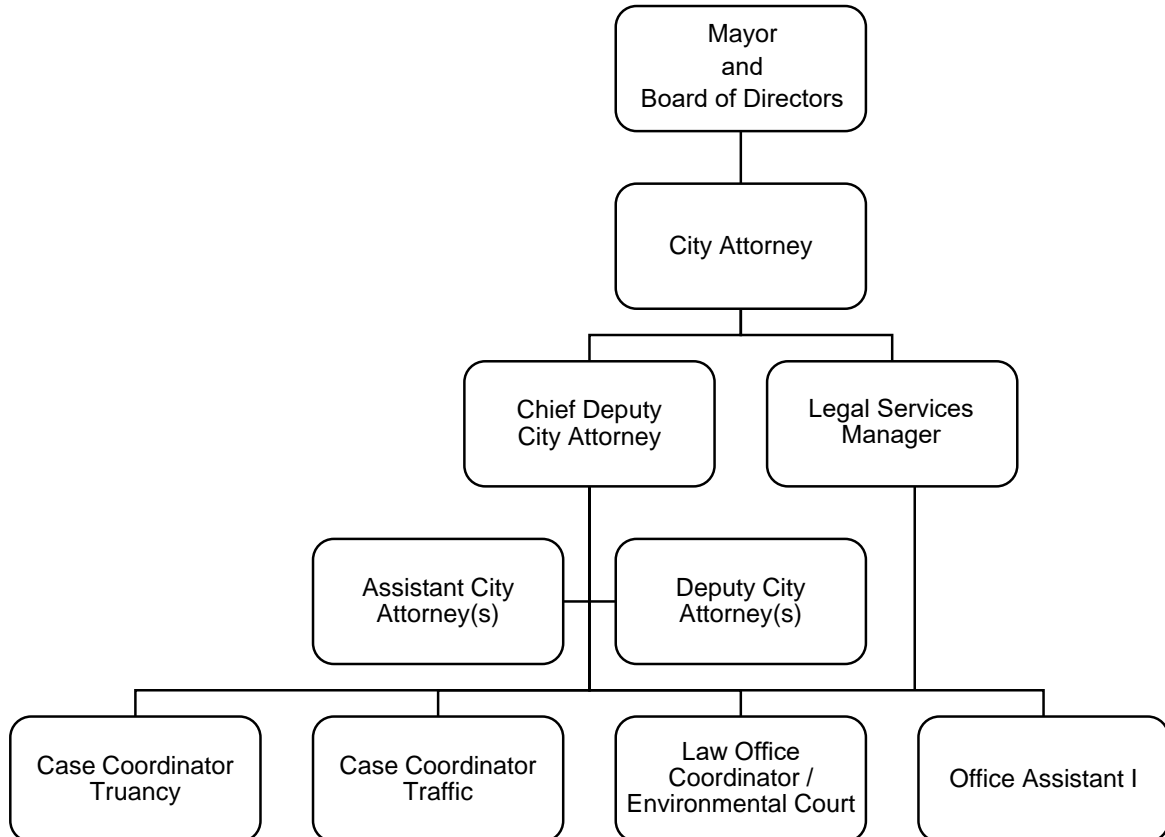 Mayor
and
Board of Directors
City Attorney
Chief Deputy
City Attorney
Legal Services
Manager
Assistant City
Attorney(s)
Deputy City
Attorney(s)
Case Coordinator
Truancy
Case Coordinator
Traffic
Law Office
Coordinator /
Environmental Court
Office Assistant I